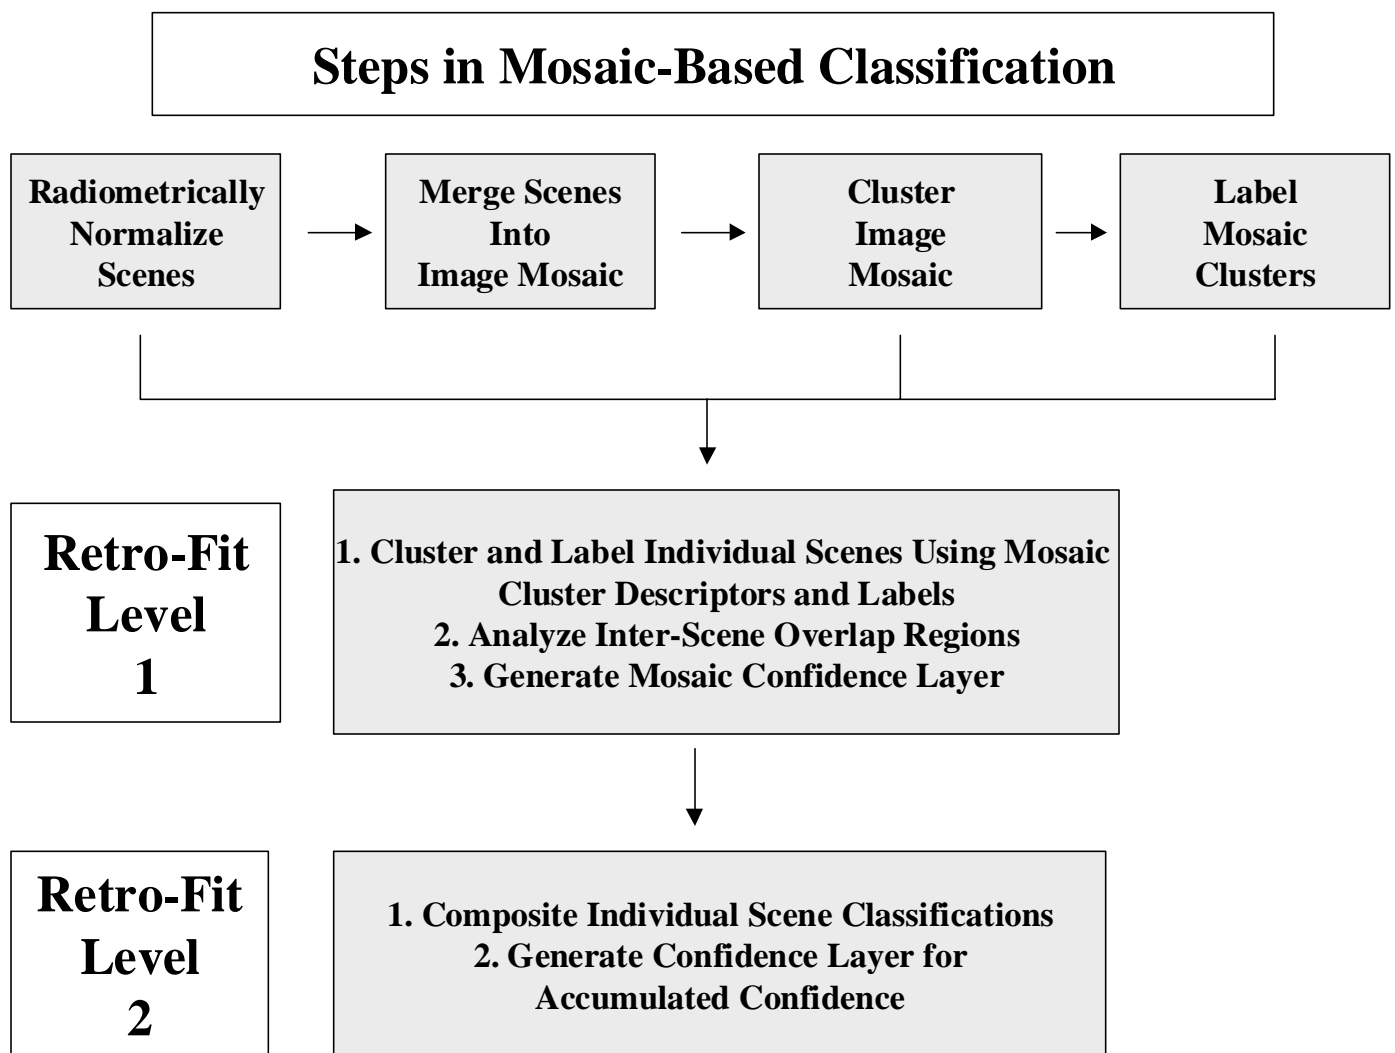 Steps in Mosaic-Based Classification
Radiometrically
Normalize
Scenes
Merge Scenes
Into
Image Mosaic
Cluster
Image
Mosaic
Label
Mosaic
Clusters
Retro-Fit
Level
1
1. Cluster and Label Individual Scenes Using Mosaic
Cluster Descriptors and Labels
2. Analyze Inter-Scene Overlap Regions
3. Generate Mosaic Confidence Layer
Retro-Fit
Level
2
1. Composite Individual Scene Classifications
2. Generate Confidence Layer for
Accumulated Confidence